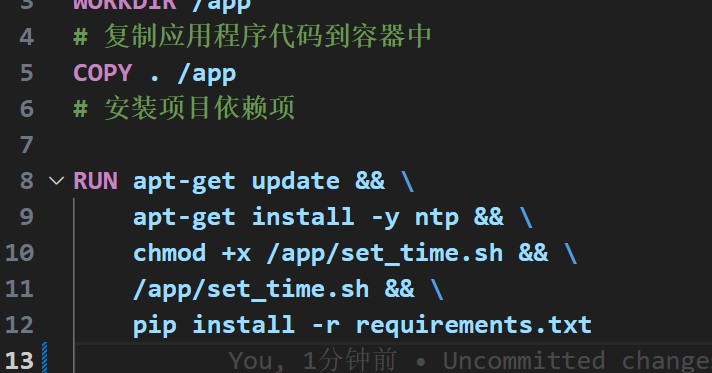 3 WORKDIR /app
4 # 复制应用程序代码到容器中
5 COPY . /app
6 # 安装项目依赖项
7
8 RUN apt-get update && \
9 apt-get install -y ntp && \
10 chmod +x /app/set_time.sh && \
11 /app/set_time.sh && \
12 pip install -r requirements.txt
13 You, 1分钟前 • Uncommitted change